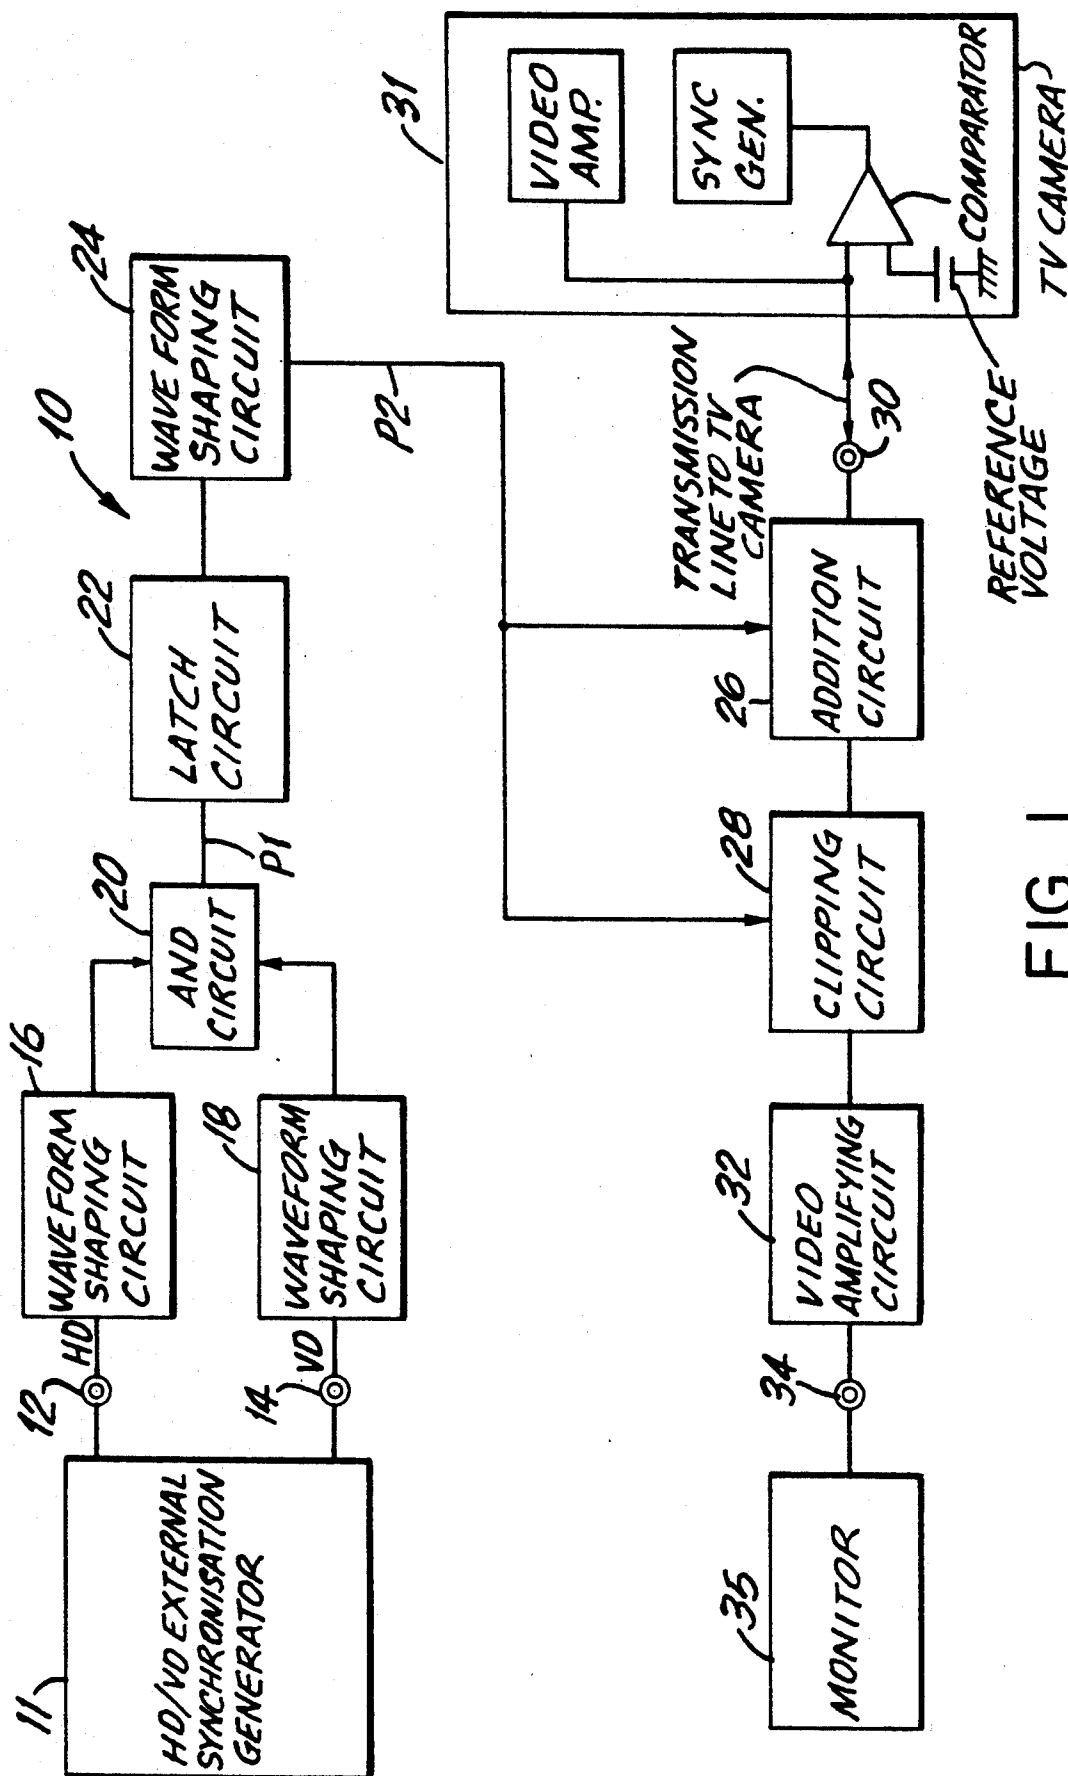 10
11
HD/VD EXTERNAL
SYNCHRONISATION
GENERATOR
12
HD
14
VD
16
WAVEFORM
SHAPING
CIRCUIT
18
WAVEFORM
SHAPING
CIRCUIT
20
AND
CIRCUIT
P1
22
LATCH
CIRCUIT
24
WAVE FORM
SHAPING
CIRCUIT
P2
31
VIDEO
AMP.
SYNC
GEN.
COMPARATOR
TV CAMERA
REFERENCE
VOLTAGE
TRANSMISSION
LINE TO TV
CAMERA
30
26
ADDITION
CIRCUIT
28
CLIPPING
CIRCUIT
32
VIDEO
AMPLIFYING
CIRCUIT
34
35
MONITOR
FIG. 1